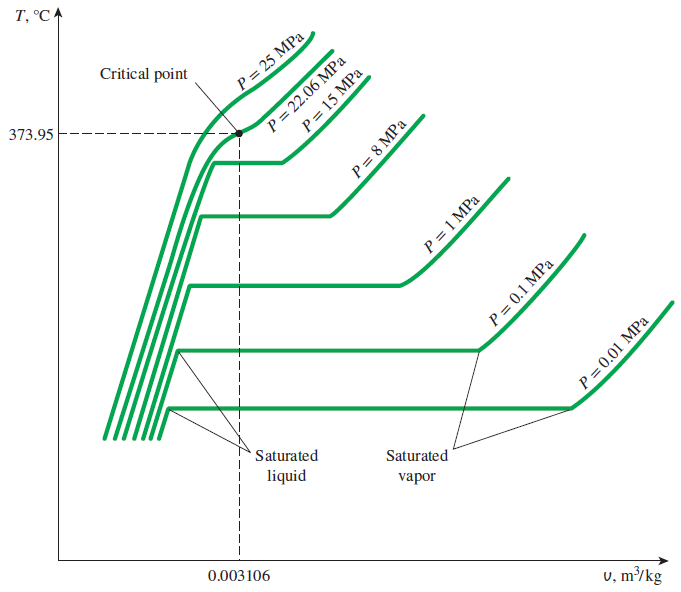 T, °C
P = 25 MPa
Critical point
P = 22.06 MPa
P = 15 MPa
373.95
P = 8 MPa
P = 1 MPa
P = 0.1 MPa
P = 0.01 MPa
Saturated
liquid
Saturated
vapor
0.003106
υ, m³/kg